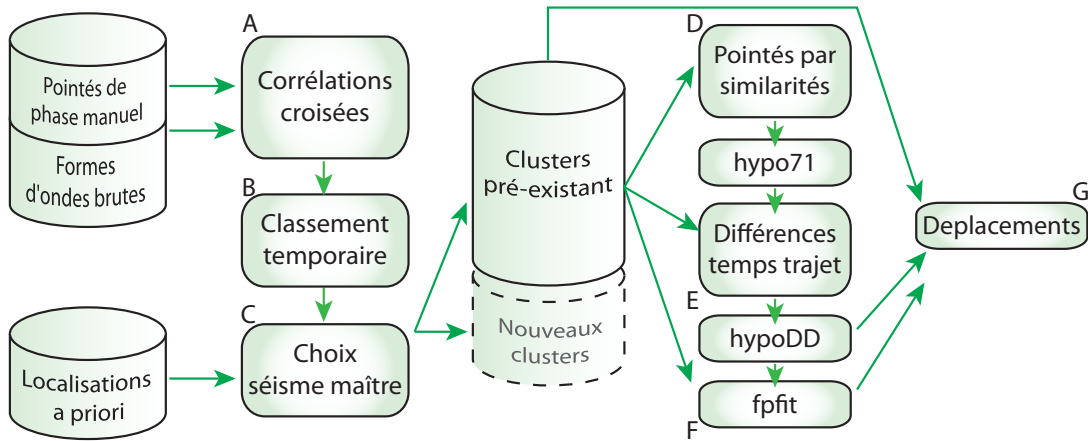 A
Pointés de
phase manuel
Formes
d'ondes brutes
Corrélations
croisées
B
Classement
temporaire
C
Choix
séisme maître
Localisations
a priori
Clusters
pré-existant
Nouveaux
clusters
D
Pointés par
similarités
hypo71
Différences
temps trajet
E
hypoDD
fpfit
F
G
Deplacements